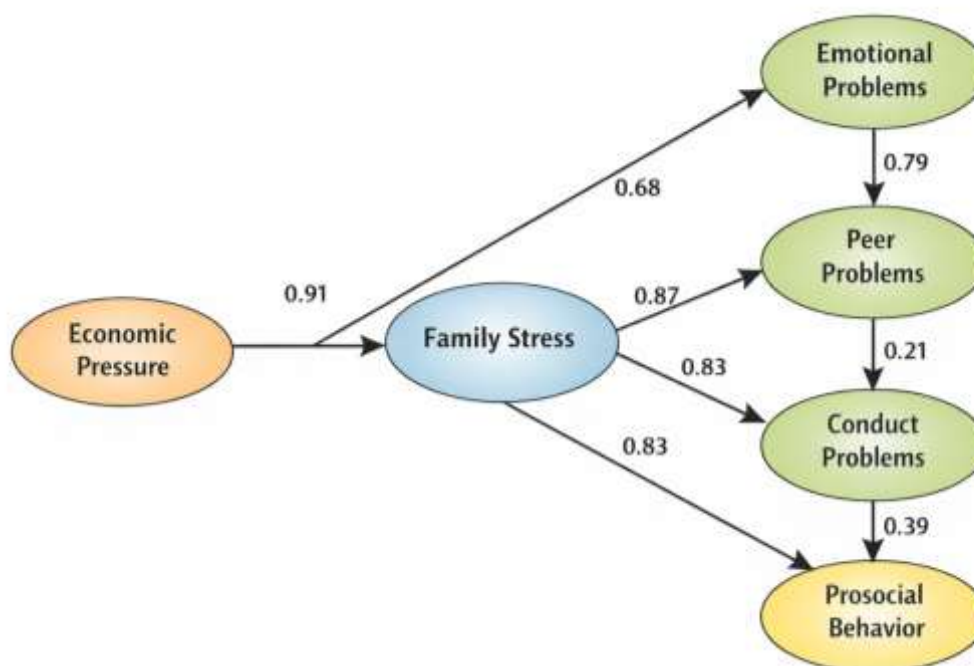 Emotional
Problems
0.79
0.68
Peer
Problems
0.91
0.87
Economic
Pressure
Family Stress
0.21
0.83
Conduct
Problems
0.83
0.39
Prosocial
Behavior